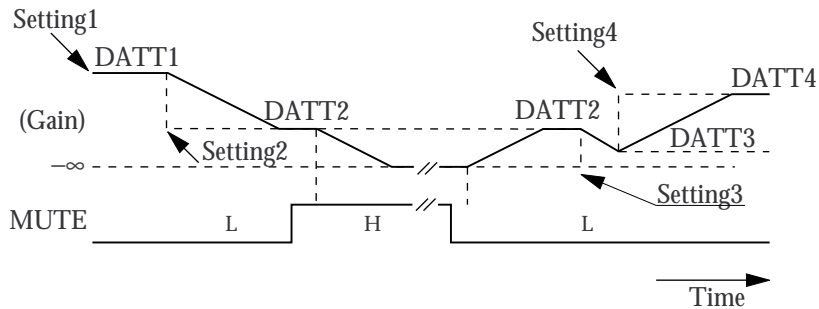 Setting1
DATT1
Setting4
DATT4
(Gain)
DATT2
DATT2
DATT3
Setting2
−∞
Setting3
MUTE
L
H
L
Time